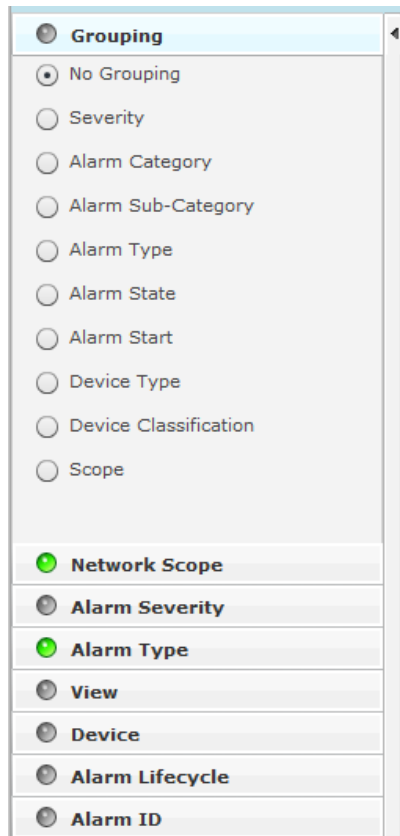 Grouping
No Grouping
Severity
Alarm Category
Alarm Sub-Category
Alarm Type
Alarm State
Alarm Start
Device Type
Device Classification
Scope
Network Scope
Alarm Severity
Alarm Type
View
Device
Alarm Lifecycle
Alarm ID